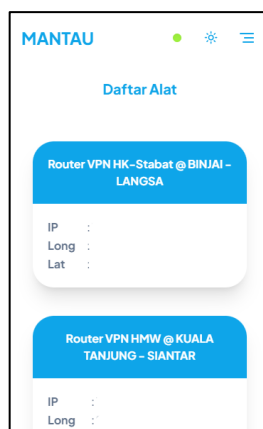 MANTAU
Daftar Alat
Router VPN HK-Stabat @ BINJAI -
LANGSA
IP :
Long :
Lat :
Router VPN HMW @ KUALA
TANJUNG - SIANTAR
IP :
Long :